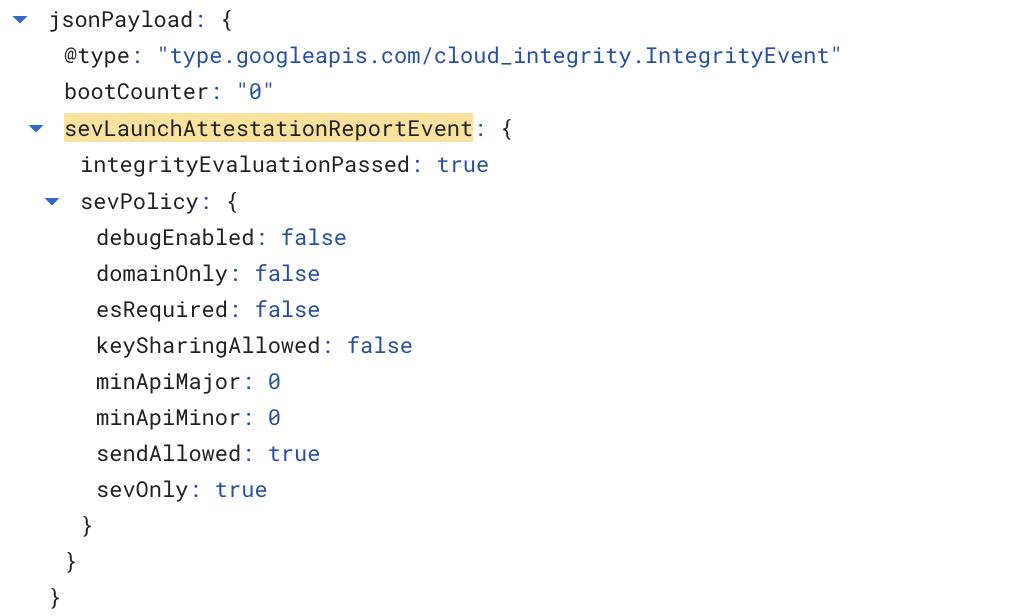 jsonPayload: {
@type: "type.googleapis.com/cloud_integrity.IntegrityEvent"
bootCounter: "0"
sevLaunchAttestationReportEvent: {
integrityEvaluationPassed: true
sevPolicy: {
debugEnabled: false
domainOnly: false
esRequired: false
keySharingAllowed: false
minApiMajor: 0
minApiMinor: 0
sendAllowed: true
sevOnly: true
}
}
}